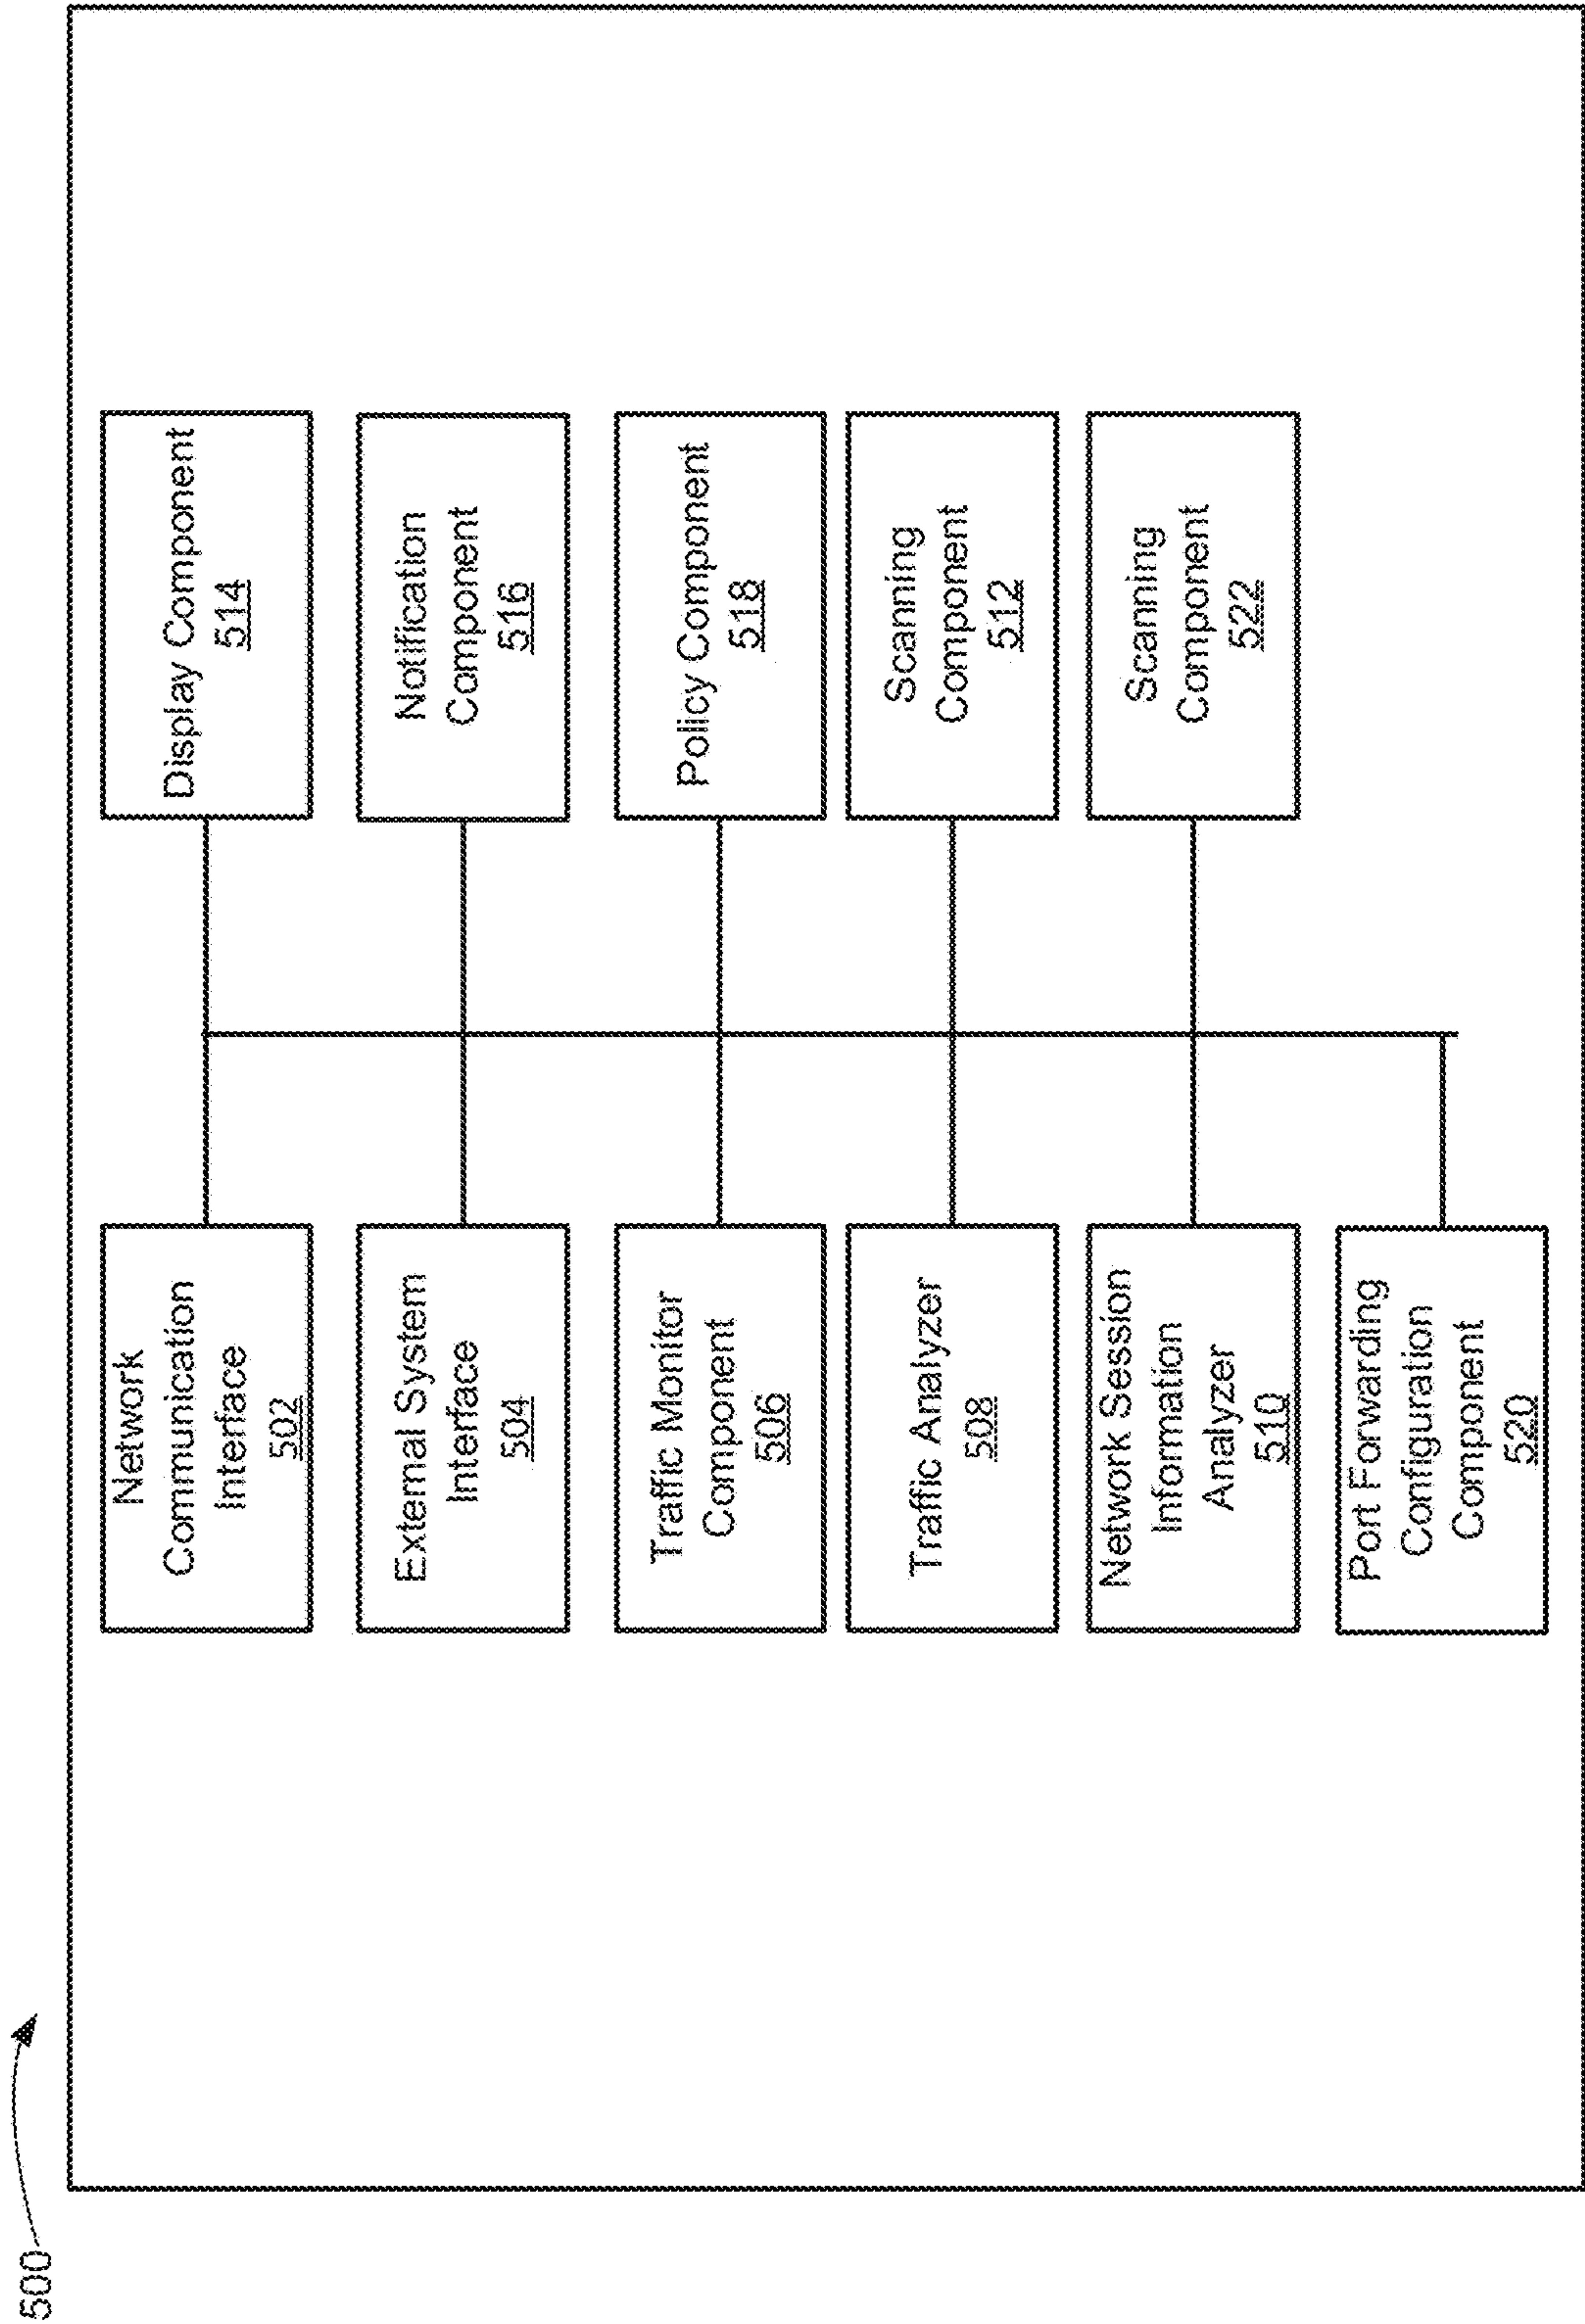 500
Network
Communication
Interface
502
External System
Interface
504
Traffic Monitor
Component
506
Traffic Analyzer
508
Network Session
Information
Analyzer
510
Port Forwarding
Configuration
Component
520
Display Component
514
Notification
Component
516
Policy Component
518
Scanning
Component
512
Scanning
Component
522